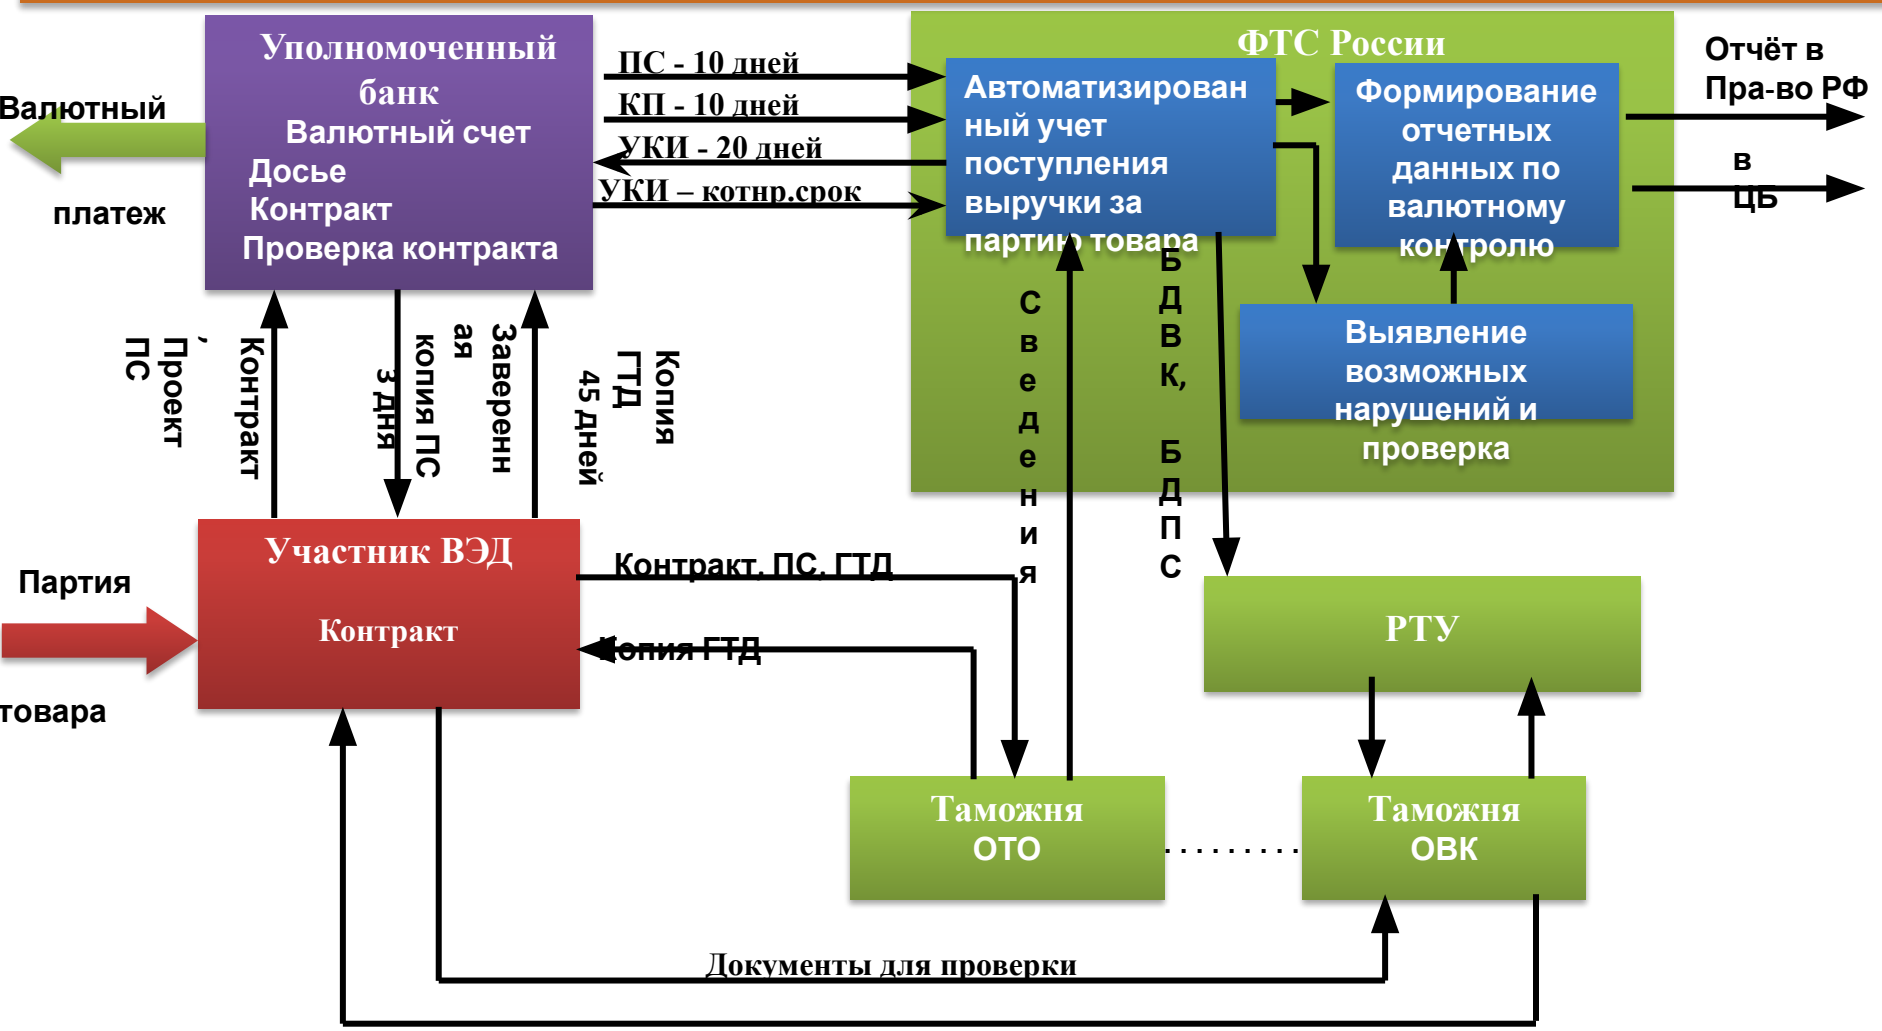 Уполномоченный
банк
Валютный счет
Досье
Контракт
Проверка контракта
Валютный
платеж
ПС - 10 дней
КП - 10 дней
УКИ - 20 дней
УКИ – котнр.срок
ФТС России
Автоматизирован
ный учет
поступления
выручки за
партию товара
Формирование
отчетных
данных по
валютному
контролю
Отчёт в
Пра-во РФ
в
ЦБ
Выявление
возможных
нарушений и
проверка
Контракт
,
Проект
ПС
Заверенн
ая
копия ПС
3 дня
Копия
ГТД
45 дней
Сведения
БДВК,
БДПС
Участник ВЭД
Контракт
Партия
товара
Контракт, ПС, ГТД
Копия ГТД
РТУ
Таможня
ОТО
Таможня
ОВК
Документы для проверки